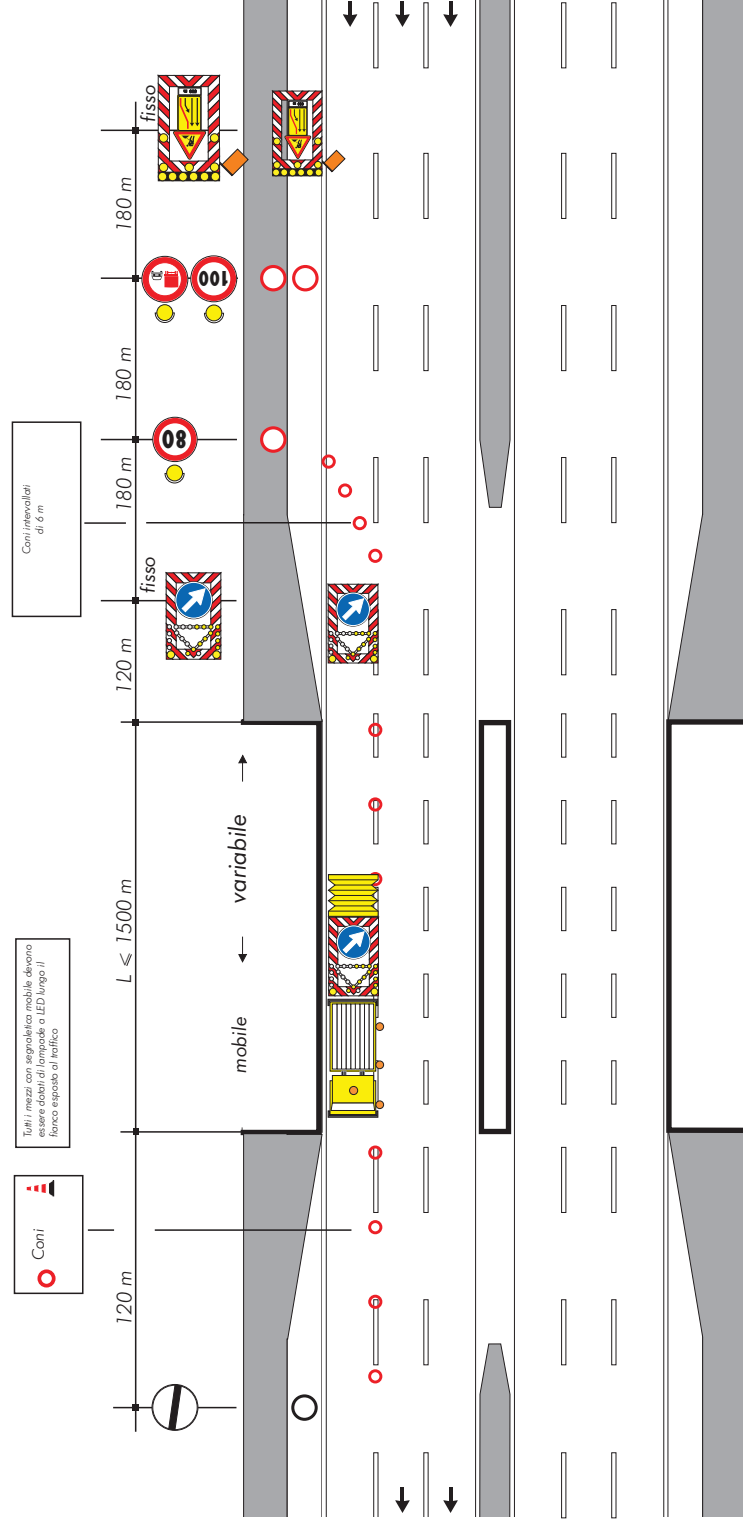 fisso
180 m
100
180 m
80
180 m
Coni intervallati
di 6 m
fisso
120 m
L ⩽ 1500 m
variabile
mobile
Tutti i mezzi con segnaletica mobile devono
essere dotati di lampade a LED lungo il
fianco esposto al traffico
Coni
120 m